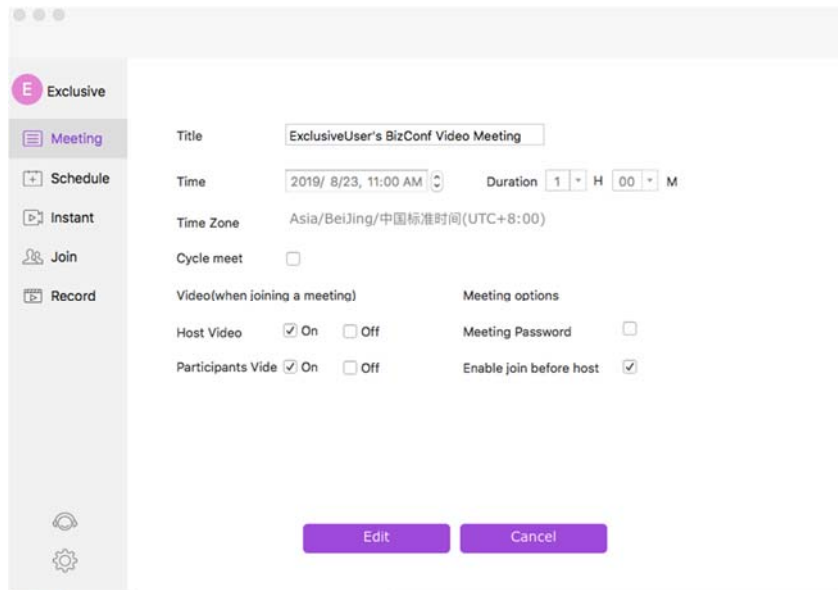 E Exclusive
Meeting
Schedule
Instant
Join
Record
Title ExclusiveUser's BizConf Video Meeting
Time 2019/ 8/23, 11:00 AM Duration 1 H 00 M
Time Zone Asia/BeiJing/中国标准时间(UTC+8:00)
Cycle meet
Video(when joining a meeting) Meeting options
Host Video On Off Meeting Password
Participants Vide On Off Enable join before host
Edit Cancel